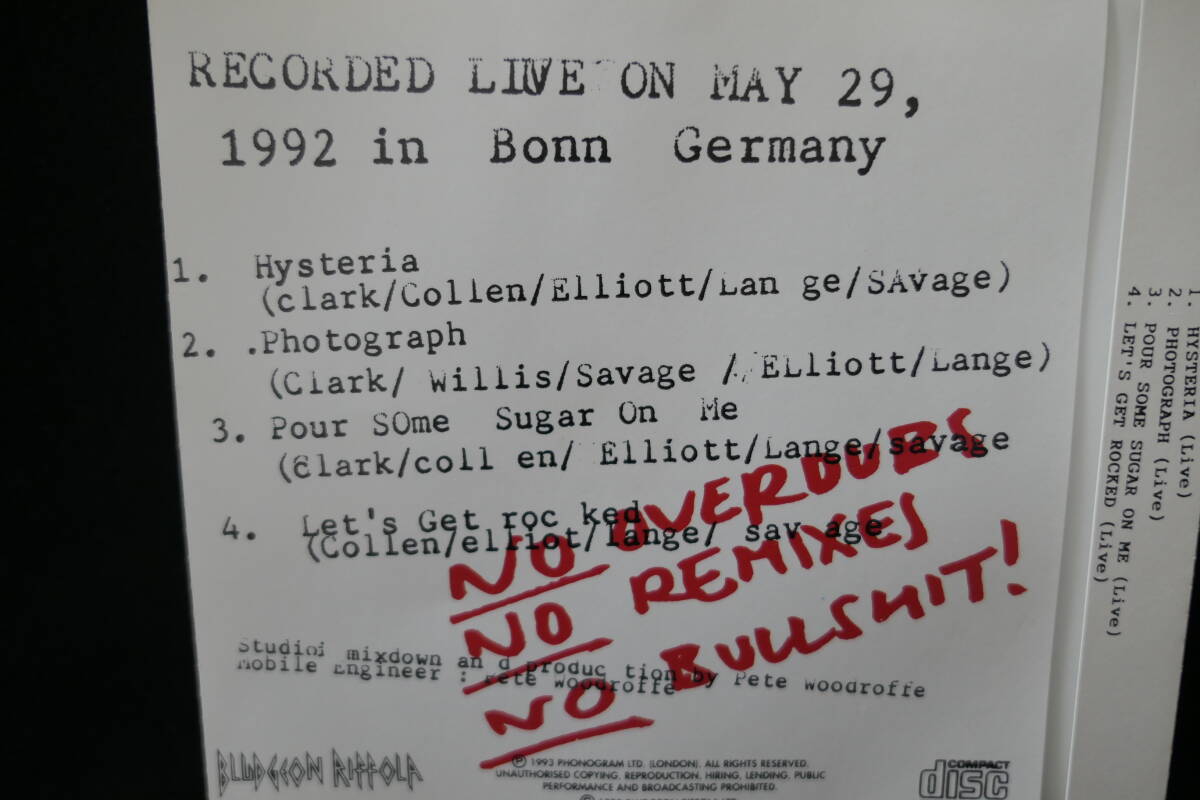 RECORDED LIVE ON MAY 29,
1992 in Bonn Germany
1. Hysteria
(clark/Collen/Elliott/Lan ge/SAvage)
2. .Photograph
(Clark/ Willis/Savage /,ELliott/Lange)
3. Pour SOme Sugar On Me
(Clark/coll en/ Elliott/Lange/savage
4. Let's Get roc ked
(Collen/elliot/lange/ sav age
NO OVERDUBS
NO REMIXES
NO BULLSHIT!
Studioi mixdown an d produc tion by Pete Woodroffe
Mobile Engineer : Pete Woodroffe
BLUDGEON RIFFOLA
℗ 1993 PHONOGRAM LTD. (LONDON). ALL RIGHTS RESERVED.
UNAUTHORISED COPYING, REPRODUCTION, HIRING, LENDING, PUBLIC
PERFORMANCE AND BROADCASTING PROHIBITED.
COMPACT
disc
1. HYSTERIA (Live)
2. PHOTOGRAPH (Live)
3. POUR SOME SUGAR ON ME (Live)
4. LET'S GET ROCKED (Live)